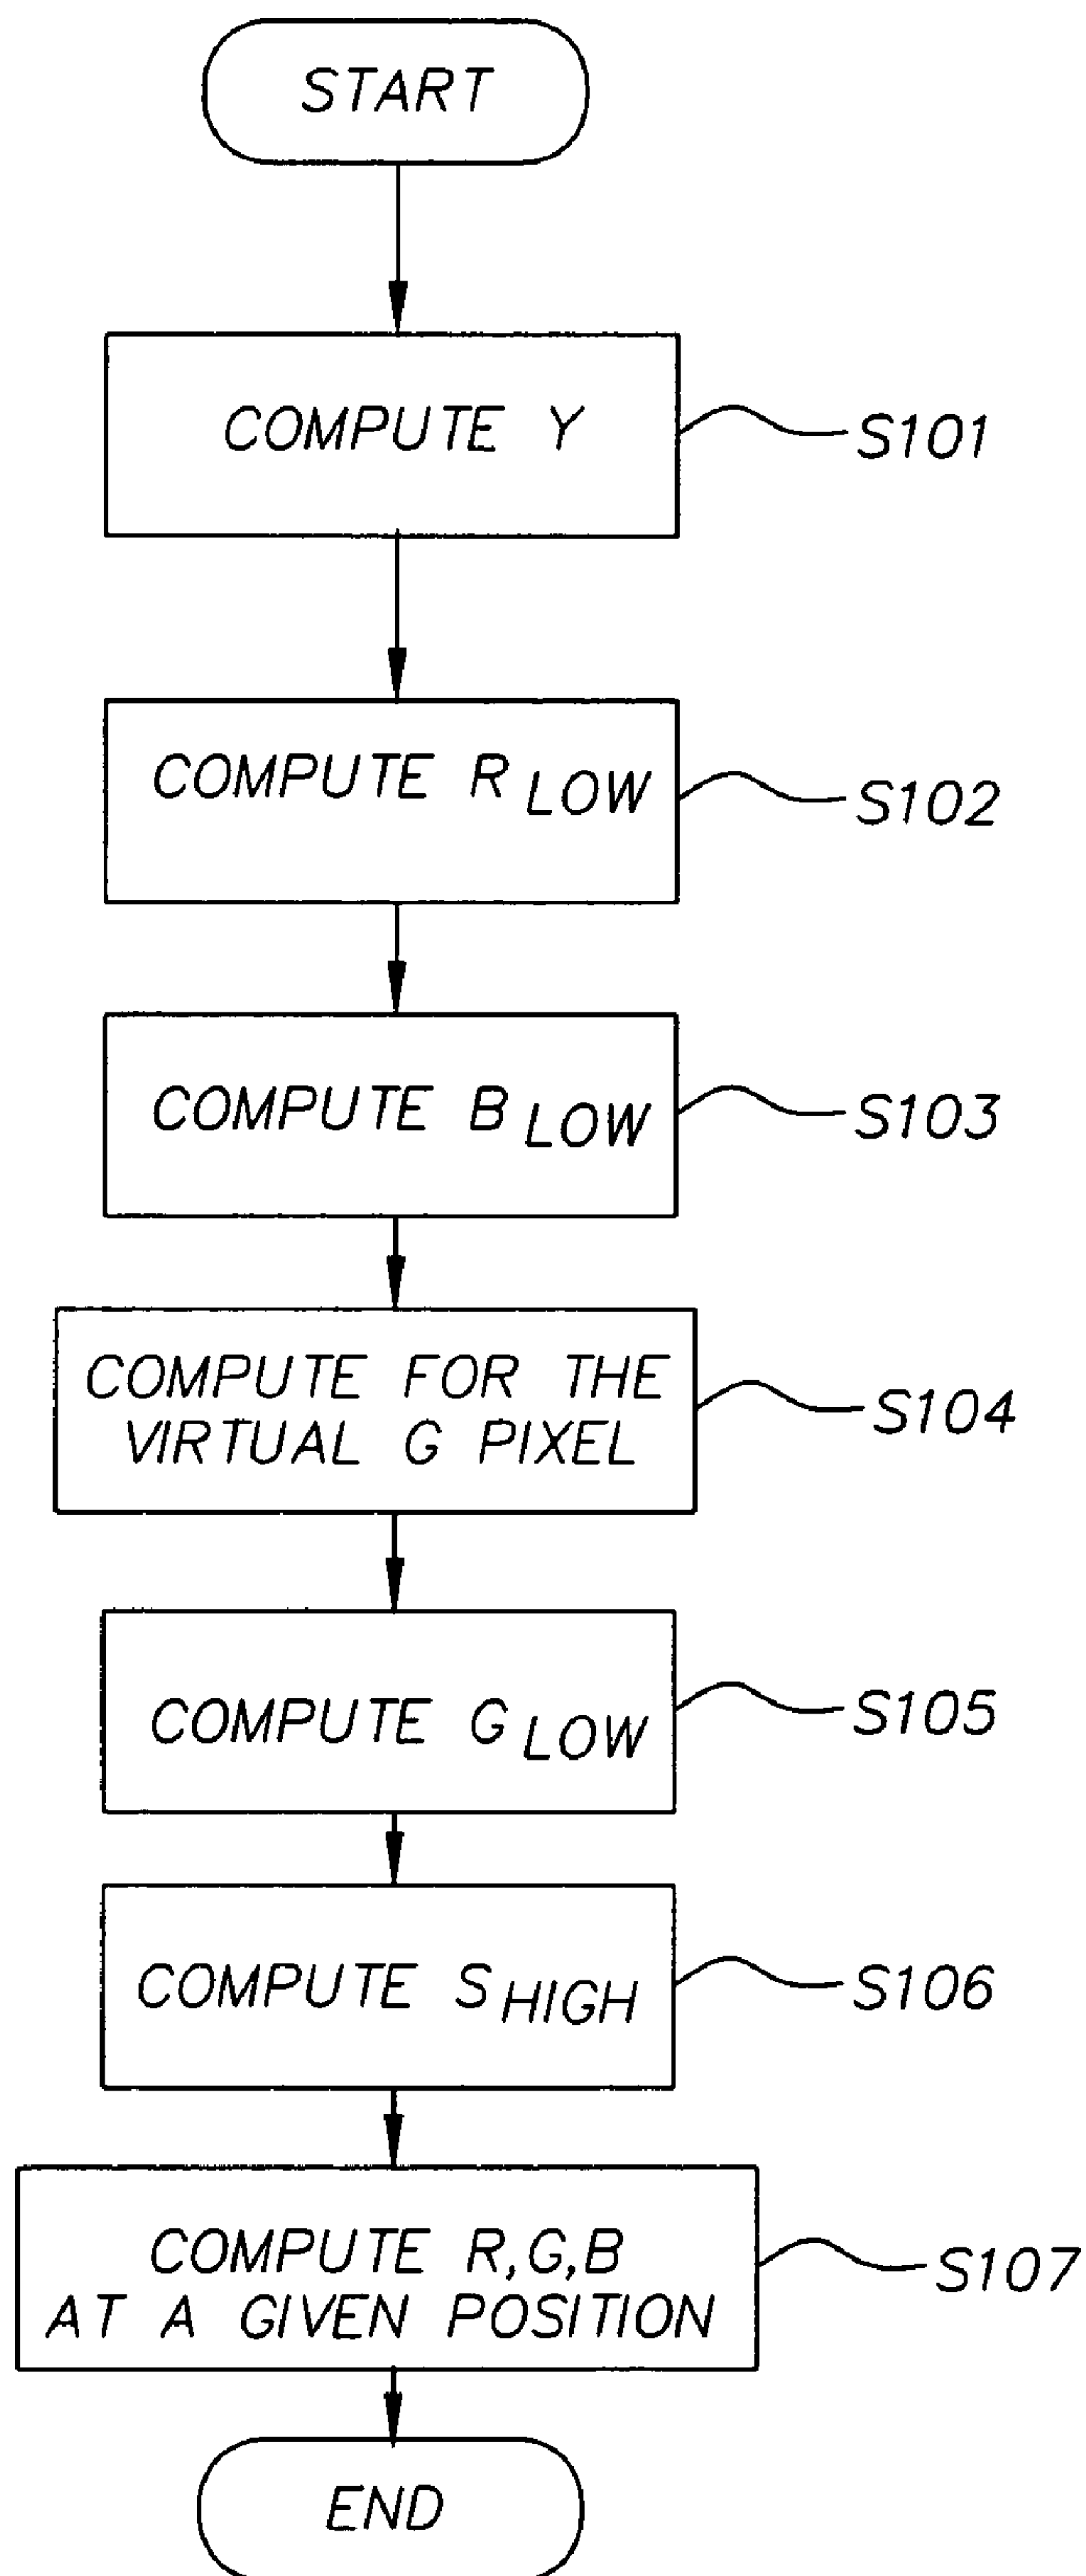 START
COMPUTE Y
S101
COMPUTE R LOW
S102
COMPUTE B LOW
S103
COMPUTE FOR THE
VIRTUAL G PIXEL
S104
COMPUTE G LOW
S105
COMPUTE S HIGH
S106
COMPUTE R,G,B
AT A GIVEN POSITION
S107
END